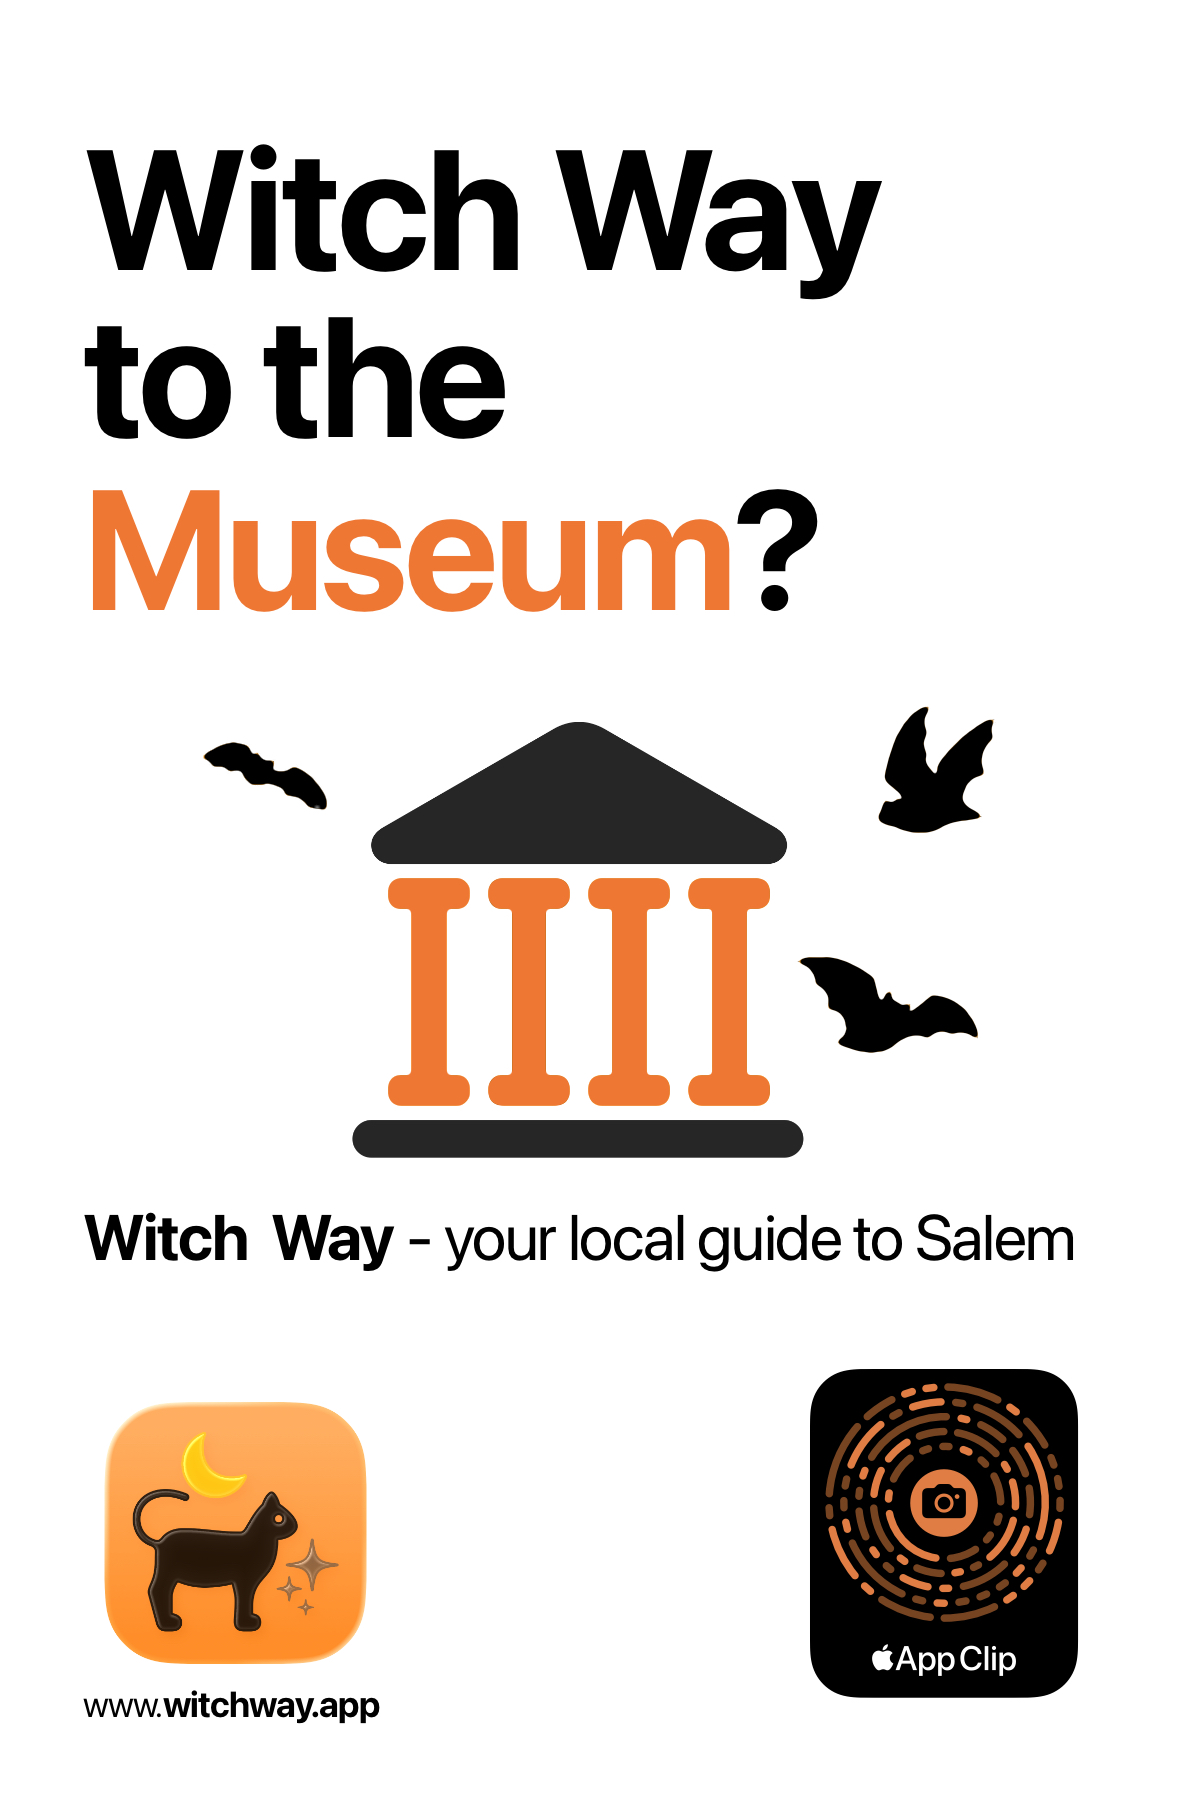 Witch Way
to the
Museum?
Witch Way - your local guide to Salem
App Clip
www.witchway.app